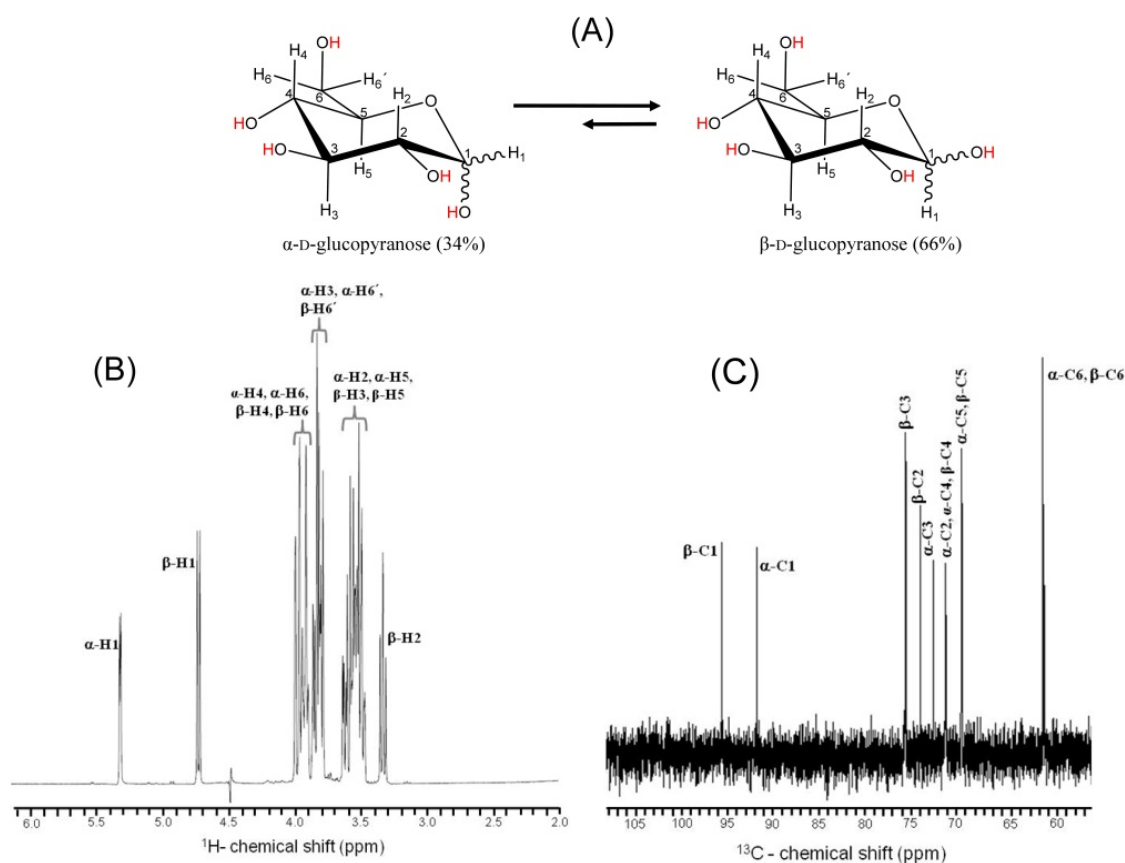 (A)
OH
H4
H6
H6´
6
4
5
H2
O
HO
2
HO
3
1
H1
H5
OH
H3
HO
α-D-glucopyranose (34%)
OH
H4
H6
H6´
6
4
5
H2
O
HO
2
HO
3
1
OH
H5
OH
H3
H1
β-D-glucopyranose (66%)
(B)
α-H3, α-H6´,
β-H6´
α-H4, α-H6,
β-H4, β-H6
α-H2, α-H5,
β-H3, β-H5
β-H1
α-H1
β-H2
6.0 5.5 5.0 4.5 4.0 3.5 3.0 2.5 2.0
1H- chemical shift (ppm)
(C)
α-C6, β-C6
β-C3
β-C2
α-C3
α-C2, α-C4, β-C4
α-C5, β-C5
β-C1
α-C1
105 100 95 90 85 80 75 70 65 60
13C - chemical shift (ppm)